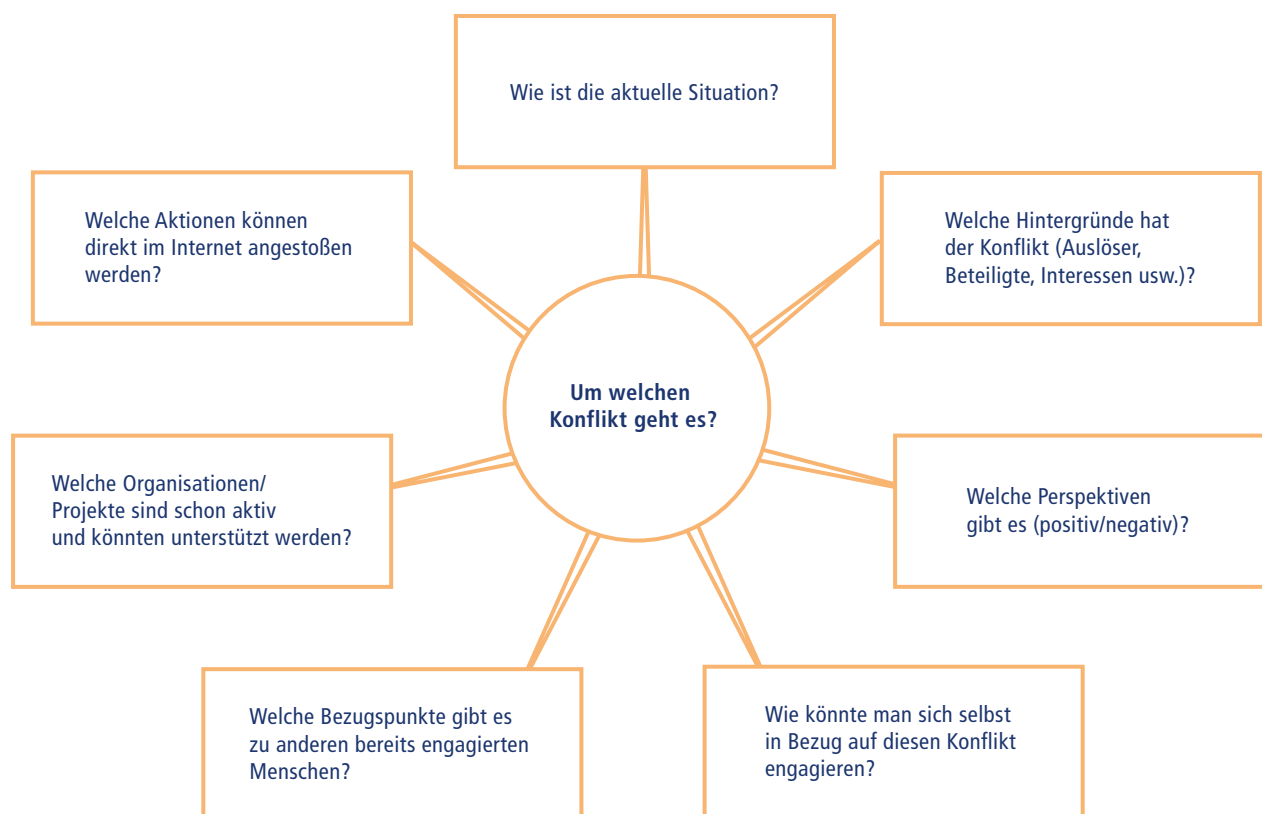 Wie ist die aktuelle Situation?
Welche Aktionen können
direkt im Internet angestoßen
werden?
Welche Hintergründe hat
der Konflikt (Auslöser,
Beteiligte, Interessen usw.)?
Um welchen
Konflikt geht es?
Welche Organisationen/
Projekte sind schon aktiv
und könnten unterstützt werden?
Welche Perspektiven
gibt es (positiv/negativ)?
Welche Bezugspunkte gibt es
zu anderen bereits engagierten
Menschen?
Wie könnte man sich selbst
in Bezug auf diesen Konflikt
engagieren?